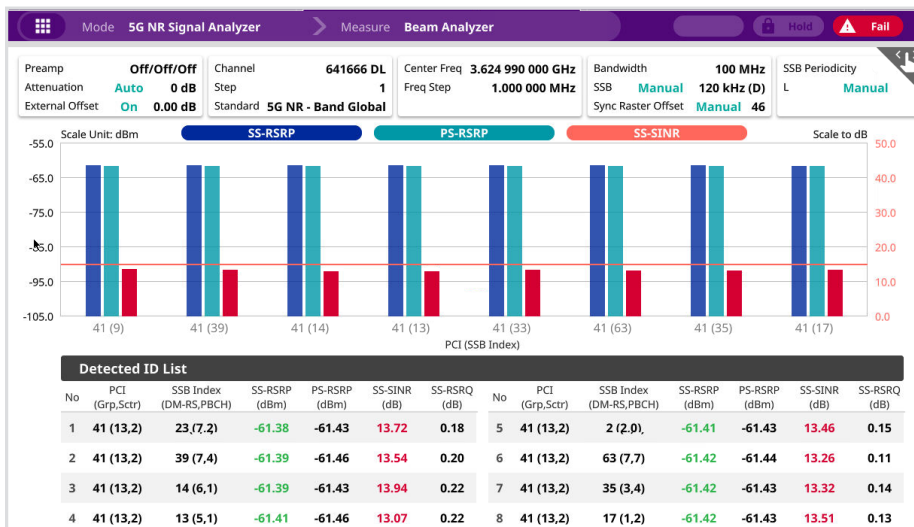 Mode 5G NR Signal Analyzer Measure Beam Analyzer Hold Fail
Preamp Off/Off/Off Channel 641666 DL Center Freq 3.624 990 000 GHz Bandwidth 100 MHz SSB Periodicity
Attenuation Auto 0 dB Step 1 Freq Step 1.000 000 MHz SSB Manual 120 kHz (D) L Manual
External Offset On 0.00 dB Standard 5G NR - Band Global Sync Raster Offset Manual 46
Scale Unit: dBm SS-RSRP PS-RSRP SS-SINR Scale to dB
-55.0 50.0
-65.0 40.0
-75.0 30.0
-85.0 20.0
-95.0 10.0
-105.0 0.0
41 (9) 41 (39) 41 (14) 41 (13) 41 (33) 41 (63) 41 (35) 41 (17)
PCI (SSB Index)
Detected ID List
No PCI (Grp,Sctr) SSB Index (DM-RS,PBCH) SS-RSRP (dBm) PS-RSRP (dBm) SS-SINR (dB) SS-RSRQ (dB) No PCI (Grp,Sctr) SSB Index (DM-RS,PBCH) SS-RSRP (dBm) PS-RSRP (dBm) SS-SINR (dB) SS-RSRQ (dB)
1 41 (13,2) 23 (7,2) -61.38 -61.43 13.72 0.18 5 41 (13,2) 2 (2.0), -61.41 -61.43 13.46 0.15
2 41 (13,2) 39 (7,4) -61.39 -61.46 13.54 0.20 6 41 (13,2) 63 (7,7) -61.42 -61.44 13.26 0.11
3 41 (13,2) 14 (6,1) -61.39 -61.43 13.94 0.22 7 41 (13,2) 35 (3,4) -61.42 -61.43 13.32 0.14
4 41 (13,2) 13 (5,1) -61.41 -61.46 13.07 0.22 8 41 (13,2) 17 (1,2) -61.42 -61.43 13.51 0.13